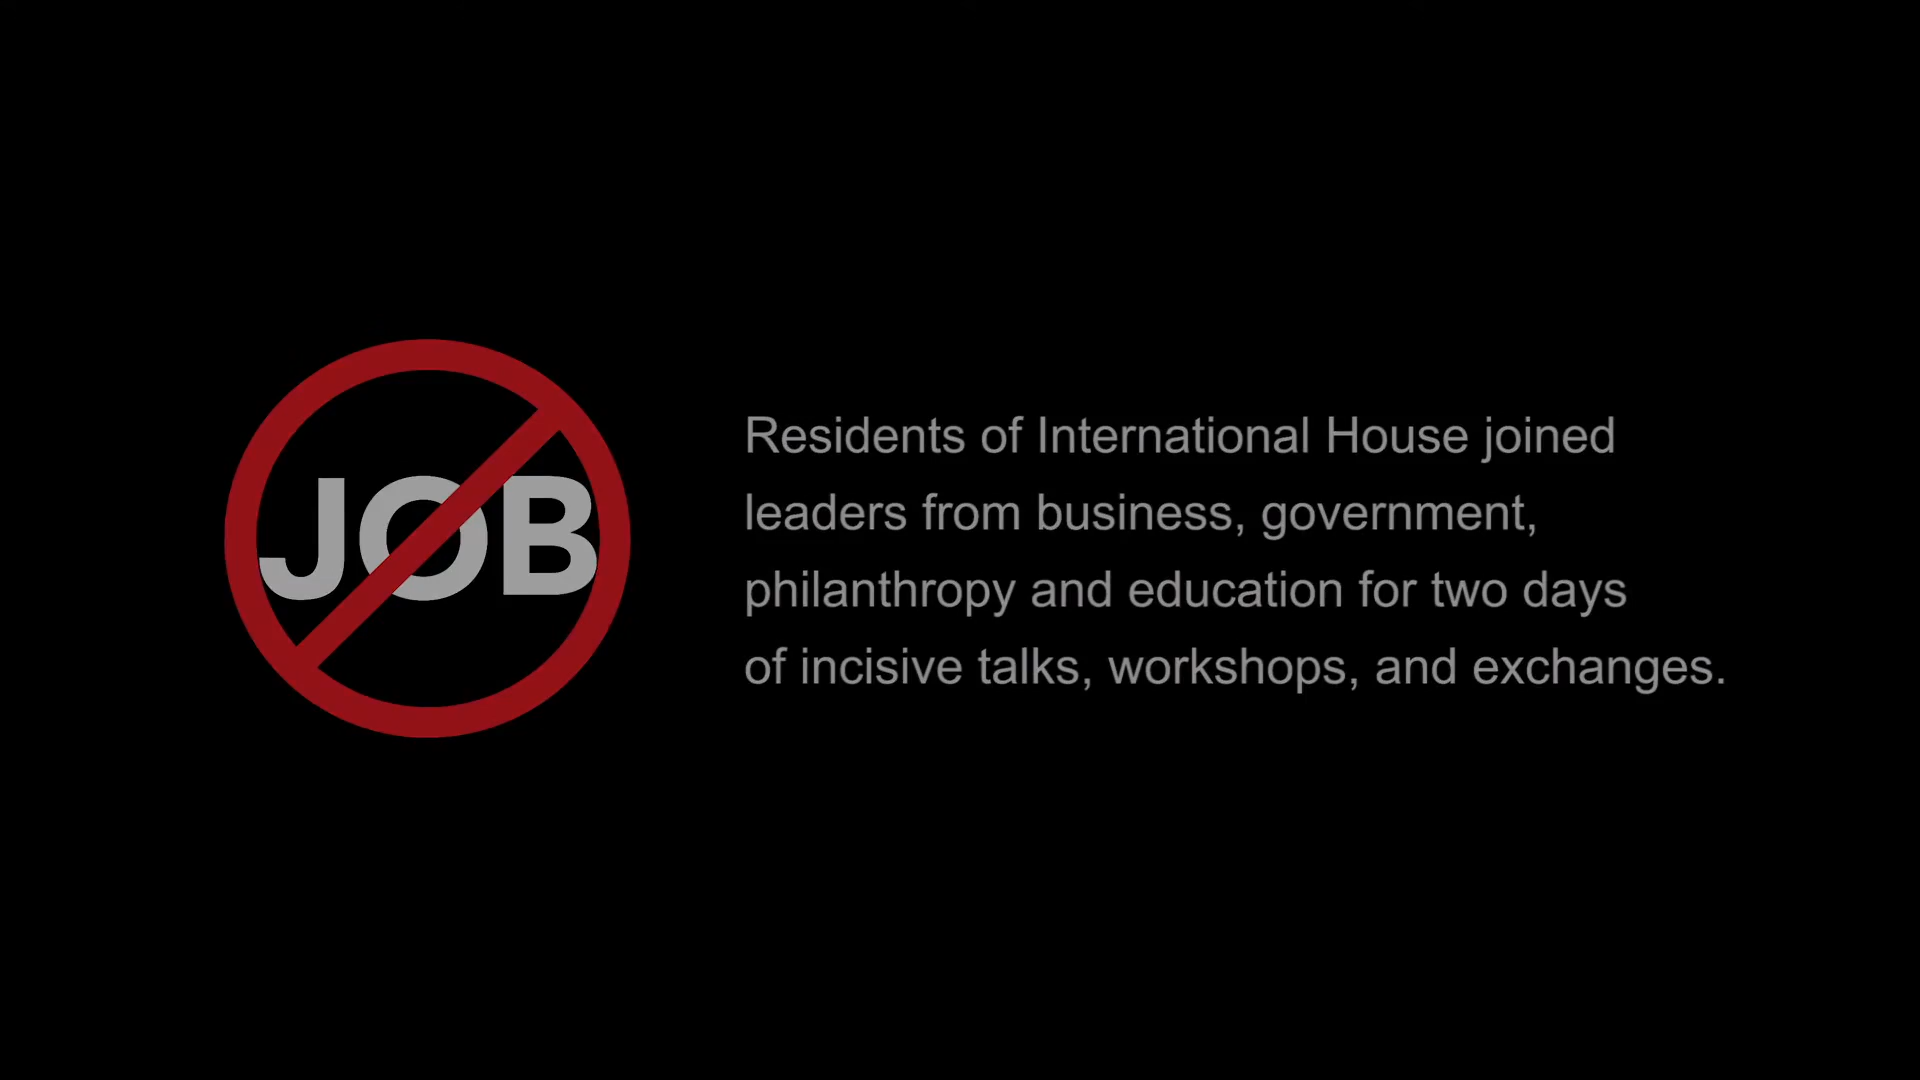 JOB
Residents of International House joined
leaders from business, government,
philanthropy and education for two days
of incisive talks, workshops, and exchanges.